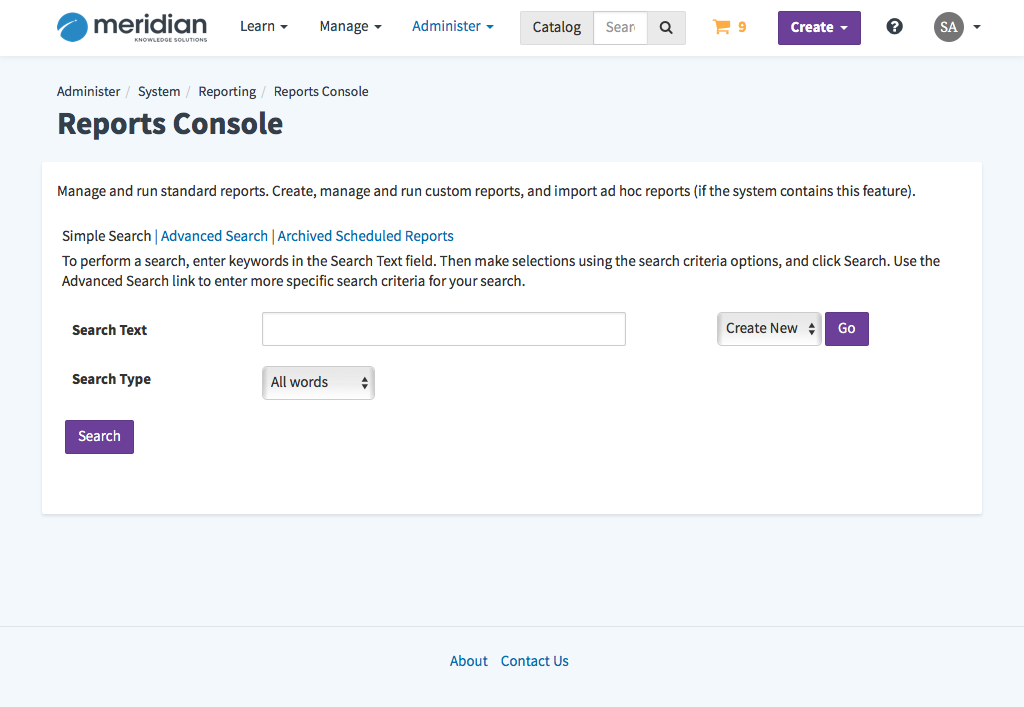 meridian
KNOWLEDGE SOLUTIONS
Learn Manage Administer Catalog Sear 9 Create SA
Administer / System / Reporting / Reports Console
Reports Console
Manage and run standard reports. Create, manage and run custom reports, and import ad hoc reports (if the system contains this feature).
Simple Search | Advanced Search | Archived Scheduled Reports
To perform a search, enter keywords in the Search Text field. Then make selections using the search criteria options, and click Search. Use the
Advanced Search link to enter more specific search criteria for your search.
Search Text Create New Go
Search Type All words
Search
About Contact Us